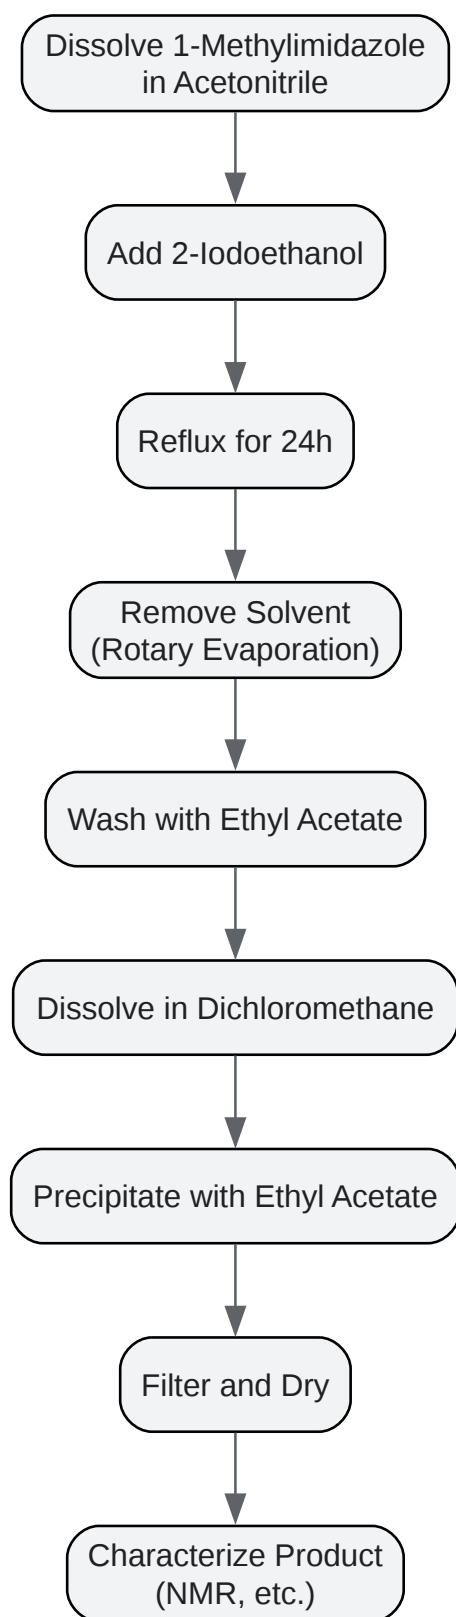 Dissolve 1-Methylimidazole
in Acetonitrile
Add 2-Iodoethanol
Reflux for 24h
Remove Solvent
(Rotary Evaporation)
Wash with Ethyl Acetate
Dissolve in Dichloromethane
Precipitate with Ethyl Acetate
Filter and Dry
Characterize Product
(NMR, etc.)